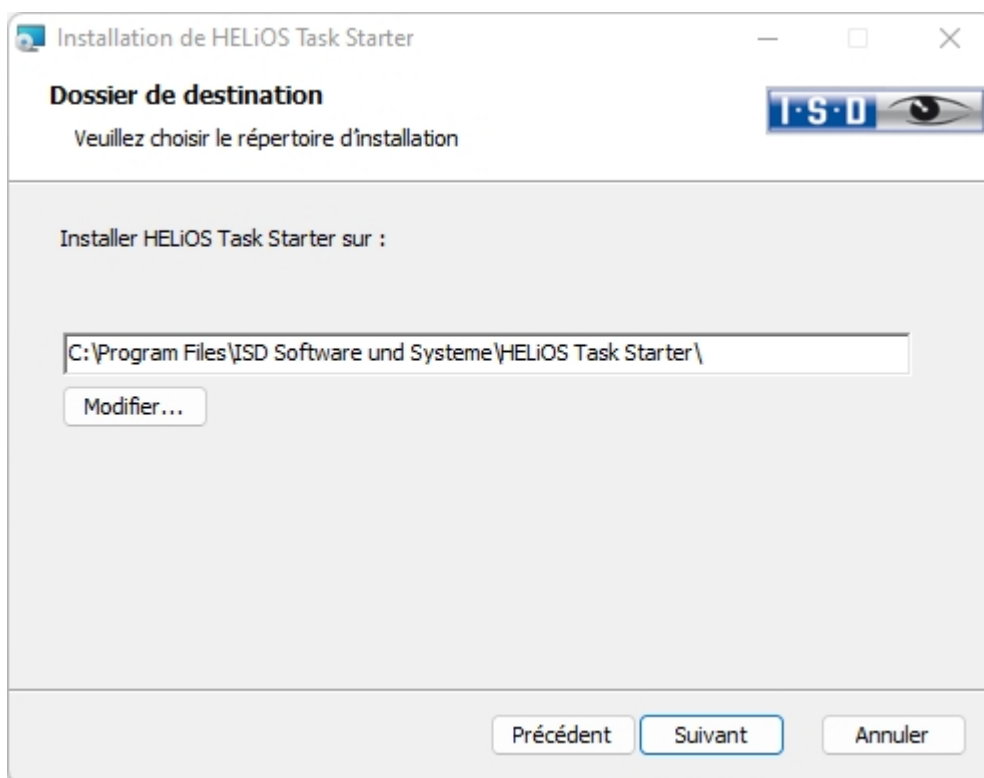 Installation de HELiOS Task Starter
Dossier de destination
I·S·D
Veuillez choisir le répertoire d'installation
Installer HELiOS Task Starter sur :
C:\Program Files\ISD Software und Systeme\HELiOS Task Starter\
Modifier...
Précédent Suivant Annuler